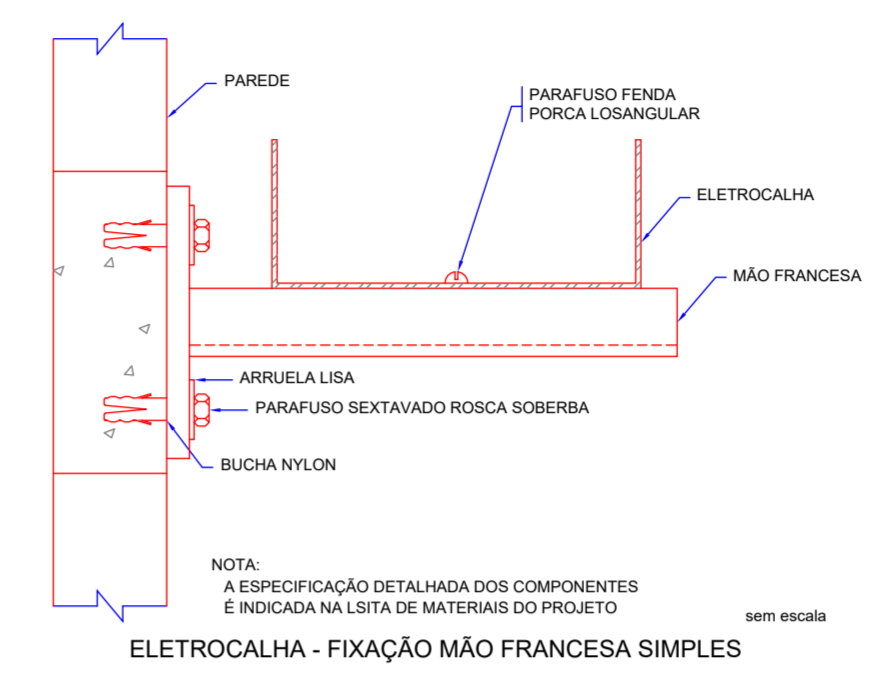 PAREDE
PARAFUSO FENDA
PORCA LOSANGULAR
ELETROCALHA
MÃO FRANCESA
ARRUELA LISA
PARAFUSO SEXTAVADO ROSCA SOBERBA
BUCHA NYLON
NOTA:
A ESPECIFICAÇÃO DETALHADA DOS COMPONENTES
É INDICADA NA LSITA DE MATERIAIS DO PROJETO
sem escala
ELETROCALHA - FIXAÇÃO MÃO FRANCESA SIMPLES